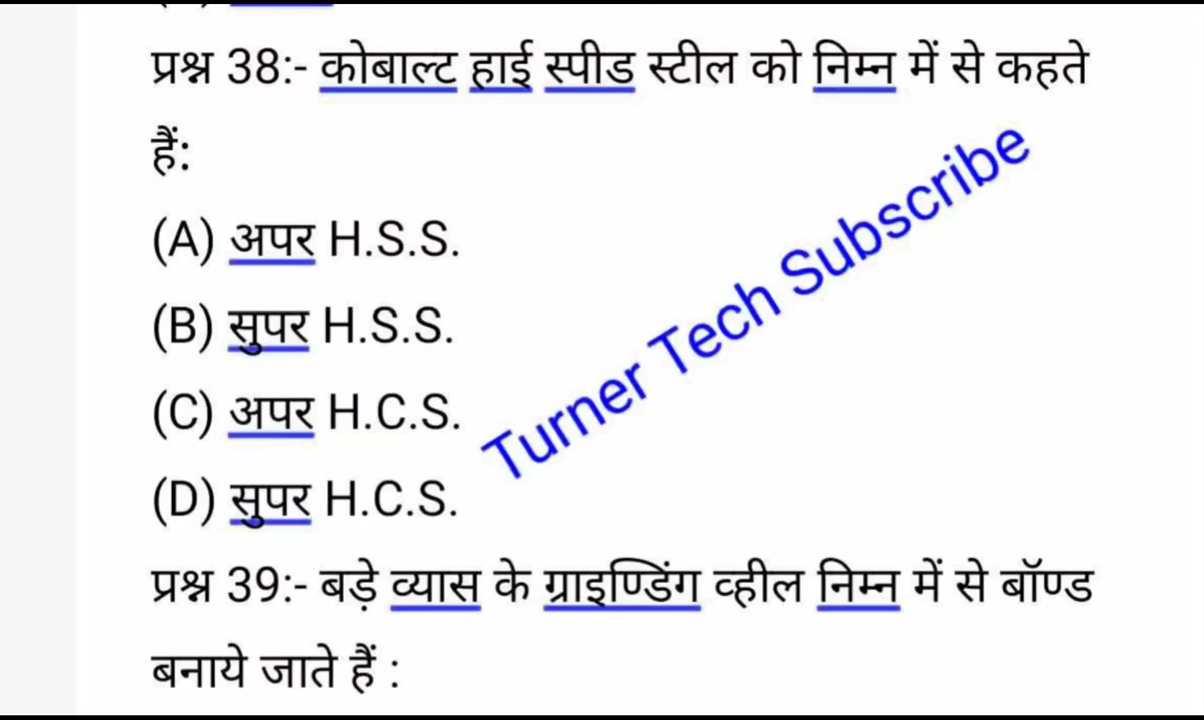 प्रश्न 38:- कोबाल्ट हाई स्पीड स्टील को निम्न में से कहते
हैं:
(A) अपर H.S.S.
(B) सुपर H.S.S.
(C) अपर H.C.S.
(D) सुपर H.C.S.
Turner Tech Subscribe
प्रश्न 39:- बड़े व्यास के ग्राइण्डिंग व्हील निम्न में से बॉण्ड
बनाये जाते हैं :